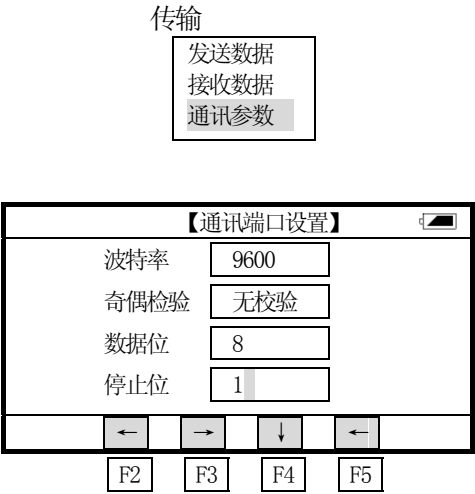 传输
发送数据
接收数据
通讯参数
【通讯端口设置】
波特率 9600
奇偶检验 无校验
数据位 8
停止位 1
← → ↓ ←
F2 F3 F4 F5